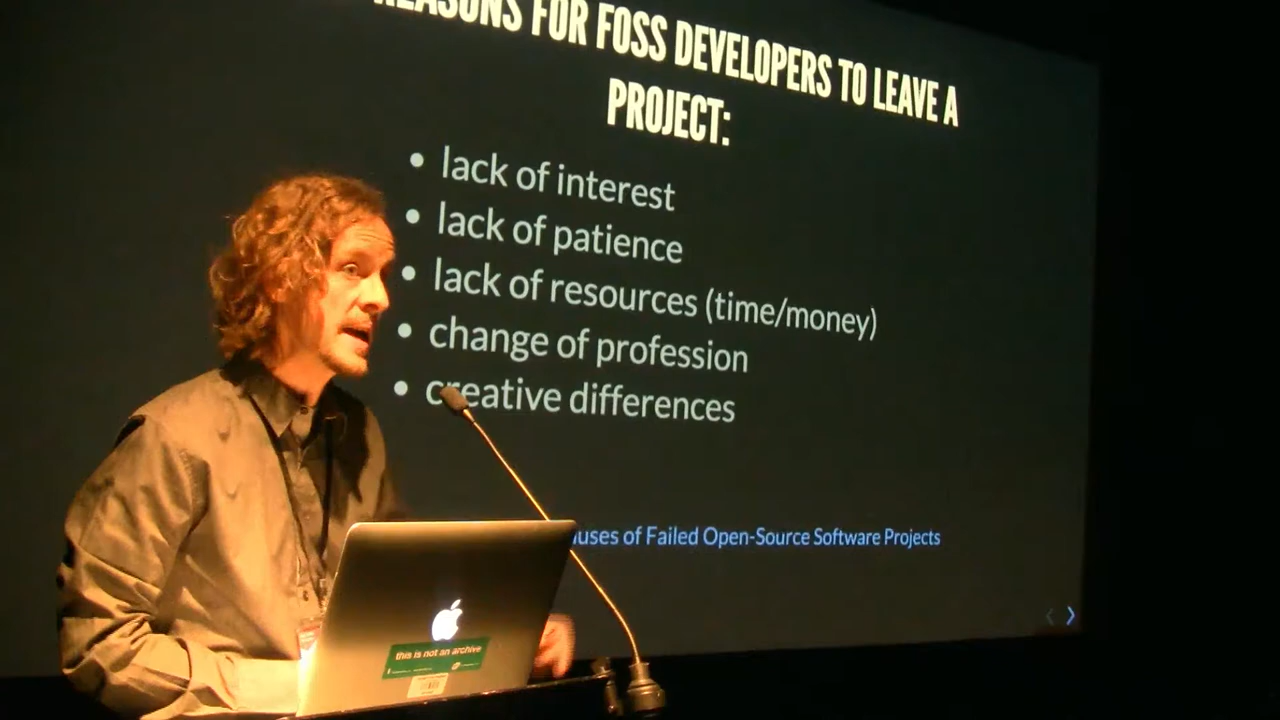 REASONS FOR FOSS DEVELOPERS TO LEAVE A
PROJECT:
• lack of interest
• lack of patience
• lack of resources (time/money)
• change of profession
• creative differences
of Failed Open-Source Software Projects
this is not an archive